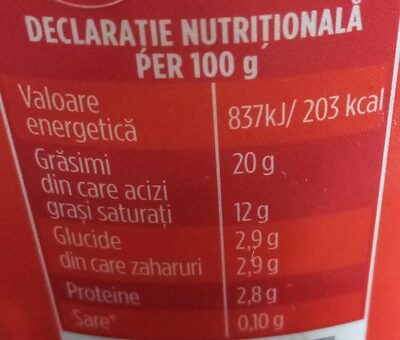 DECLARAȚIE NUTRIȚIONALĂ
PER 100 g
Valoare
energetică 837kJ/ 203 kcal
Grăsimi 20 g
din care acizi
grași saturați 12 g
Glucide 2,9 g
din care zaharuri 2,9 g
Proteine 2,8 g
Sare* 0,10 g